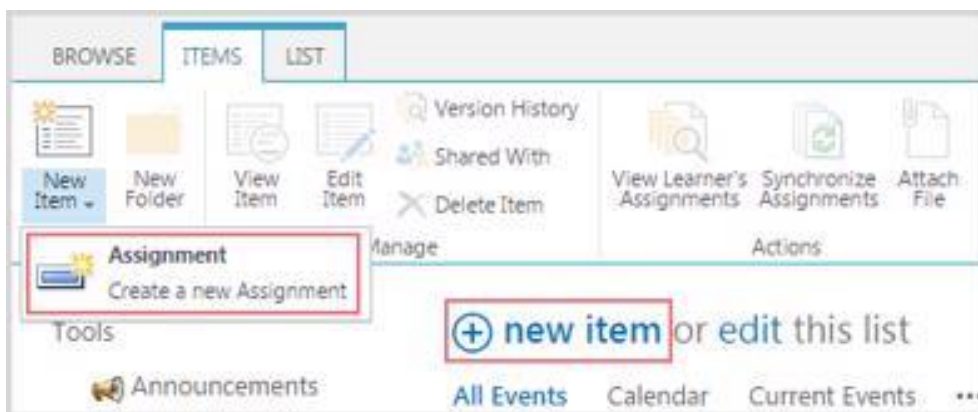 BROWSE ITEMS LIST
New Item
New Folder
View Item
Edit Item
Version History
Shared With
Delete Item
View Learner's Assignments
Synchronize Assignments
Attach File
Manage
Actions
Assignment
Create a new Assignment
Tools
Announcements
new item or edit this list
All Events Calendar Current Events ...